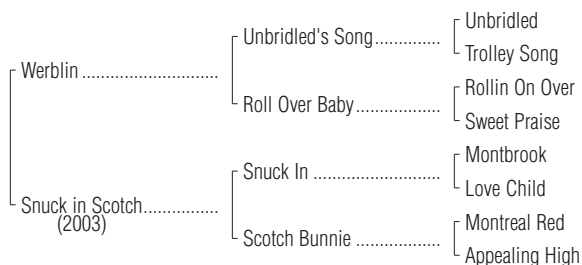 Unbridled
Unbridled's Song..............
Trolley Song
Werblin .............................
Rollin On Over
Roll Over Baby..................
Sweet Praise
Montbrook
Snuck In ...........................
Love Child
Snuck in Scotch................
(2003)
Montreal Red
Scotch Bunnie ..................
Appealing High